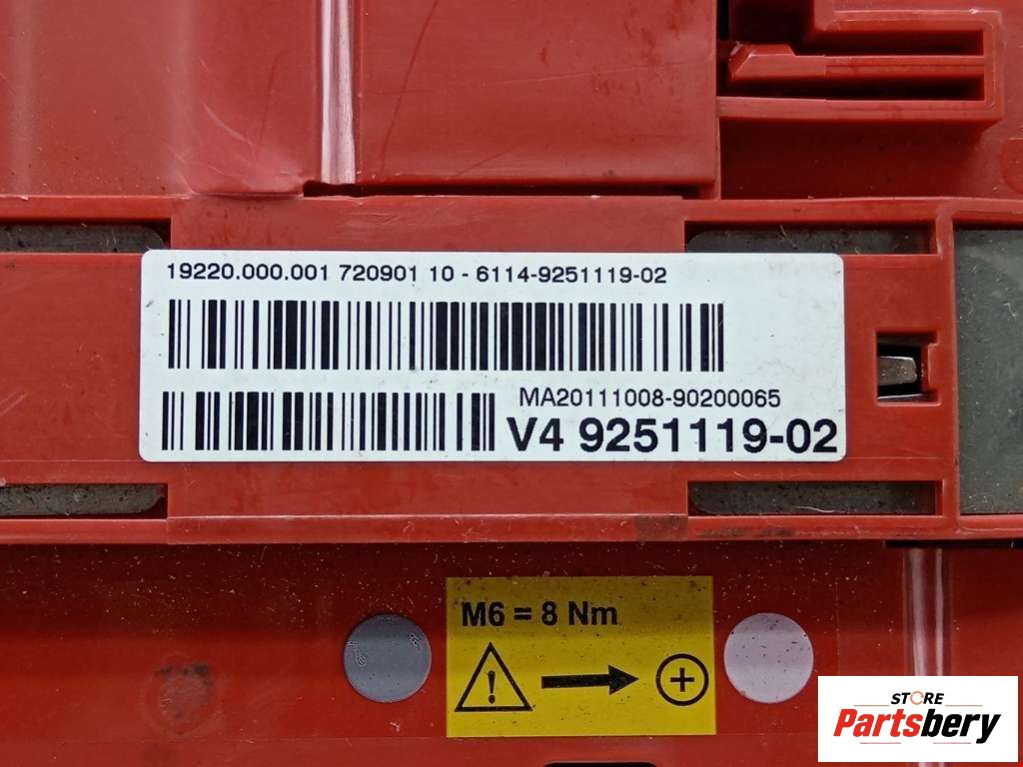 19220.000.001 720901 10 - 6114-9251119-02
MA20111008-90200065
V4 9251119-02
M6 = 8 Nm
STORE
Partsbery